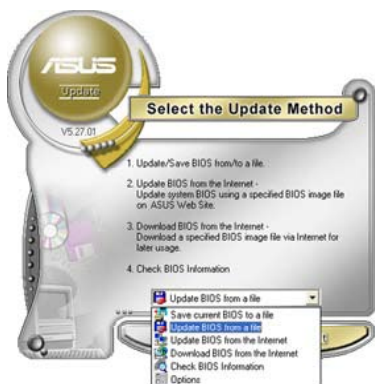 ASUS
Update
V5.27.01
Select the Update Method
1. Update/Save BIOS from/to a file.
2. Update BIOS from the Internet -
Update system BIOS using a specified BIOS image file
on ASUS Web Site.
3. Download BIOS from the Internet -
Download a specified BIOS image file via Internet for
later usage.
4. Check BIOS Information
Update BIOS from a file
Save current BIOS to a file
Update BIOS from a file
Update BIOS from the Internet
Download BIOS from the Internet
Check BIOS Information
Options